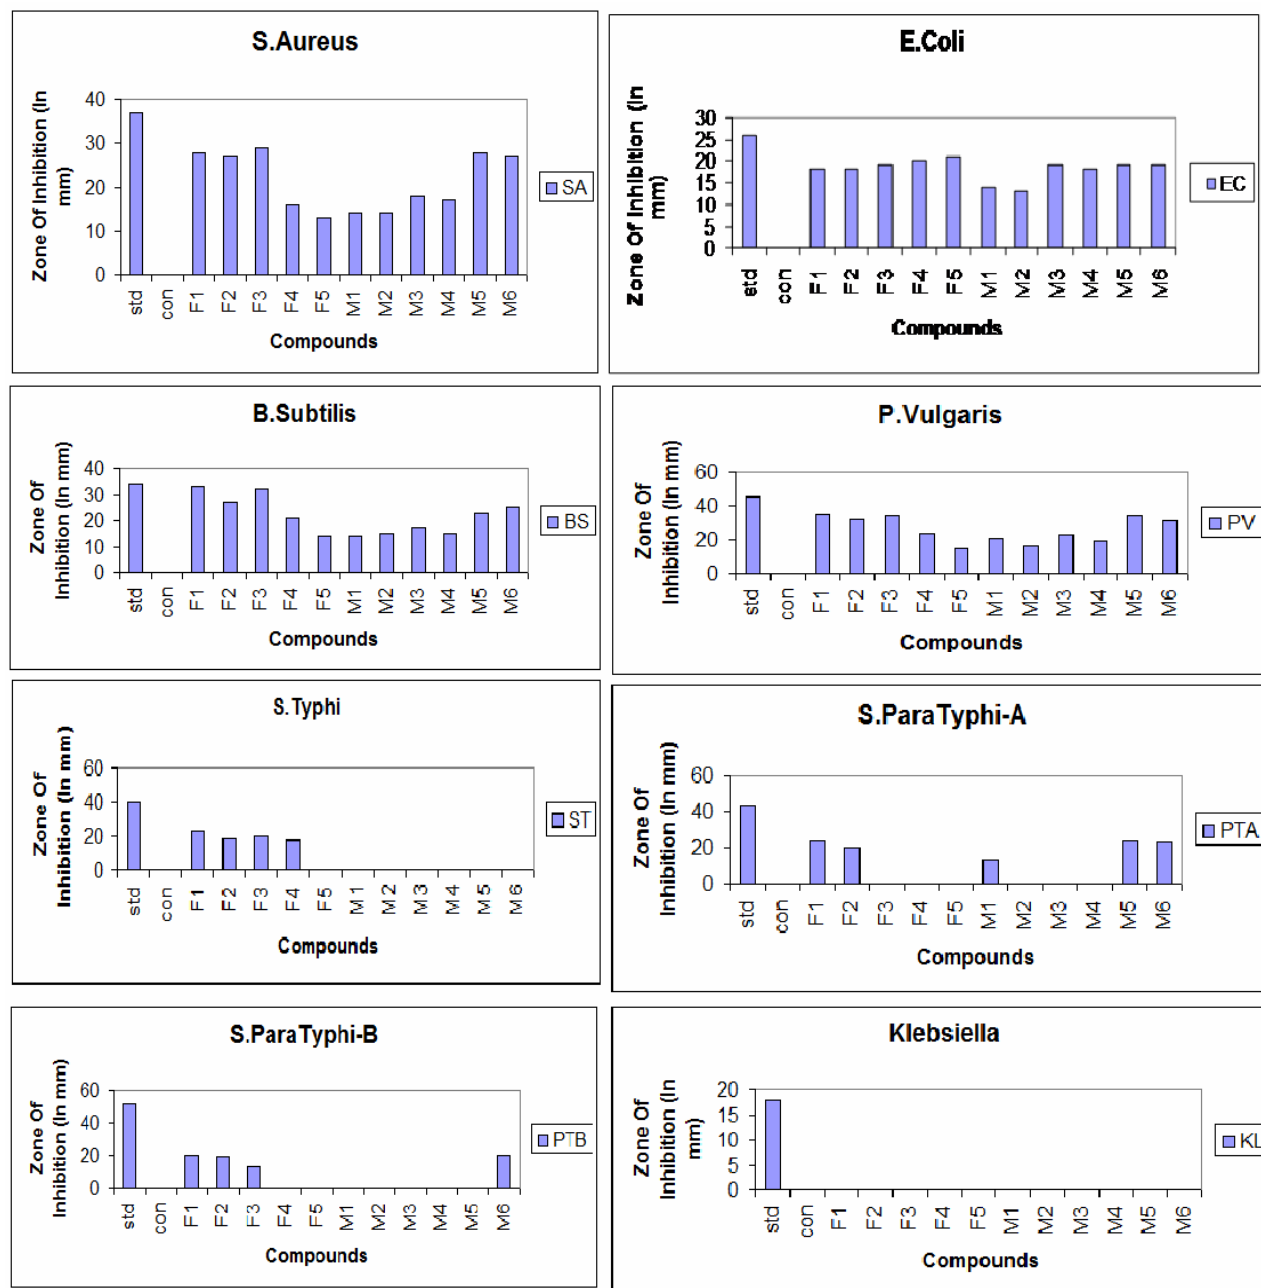 S.Aureus
Zone Of Inhibition (In
mm)
40
30
20
10
0
std con F1 F2 F3 F4 F5 M1 M2 M3 M4 M5 M6
Compounds
SA
E.Coli
Zone Of Inhibition (In
mm)
30
25
20
15
10
5
0
std con F1 F2 F3 F4 F5 M1 M2 M3 M4 M5 M6
Compounds
EC
B.Subtilis
Zone Of
Inhibition (In mm)
40
30
20
10
0
std con F1 F2 F3 F4 F5 M1 M2 M3 M4 M5 M6
Compounds
BS
P.Vulgaris
Zone Of
Inhibition (In mm)
60
40
20
0
std con F1 F2 F3 F4 F5 M1 M2 M3 M4 M5 M6
Compounds
PV
S.Typhi
Zone Of
Inhibition (In mm)
60
40
20
0
std con F1 F2 F3 F4 F5 M1 M2 M3 M4 M5 M6
Compounds
ST
S.ParaTyphi-A
Zone Of
Inhibition (In mm)
60
40
20
0
std con F1 F2 F3 F4 F5 M1 M2 M3 M4 M5 M6
Compounds
PTA
S.ParaTyphi-B
Zone Of
Inhibition (In mm)
60
40
20
0
std con F1 F2 F3 F4 F5 M1 M2 M3 M4 M5 M6
Compounds
PTB
Klebsiella
Zone Of
Inhibition (In
mm)
20
15
10
5
0
std con F1 F2 F3 F4 F5 M1 M2 M3 M4 M5 M6
Compounds
KL